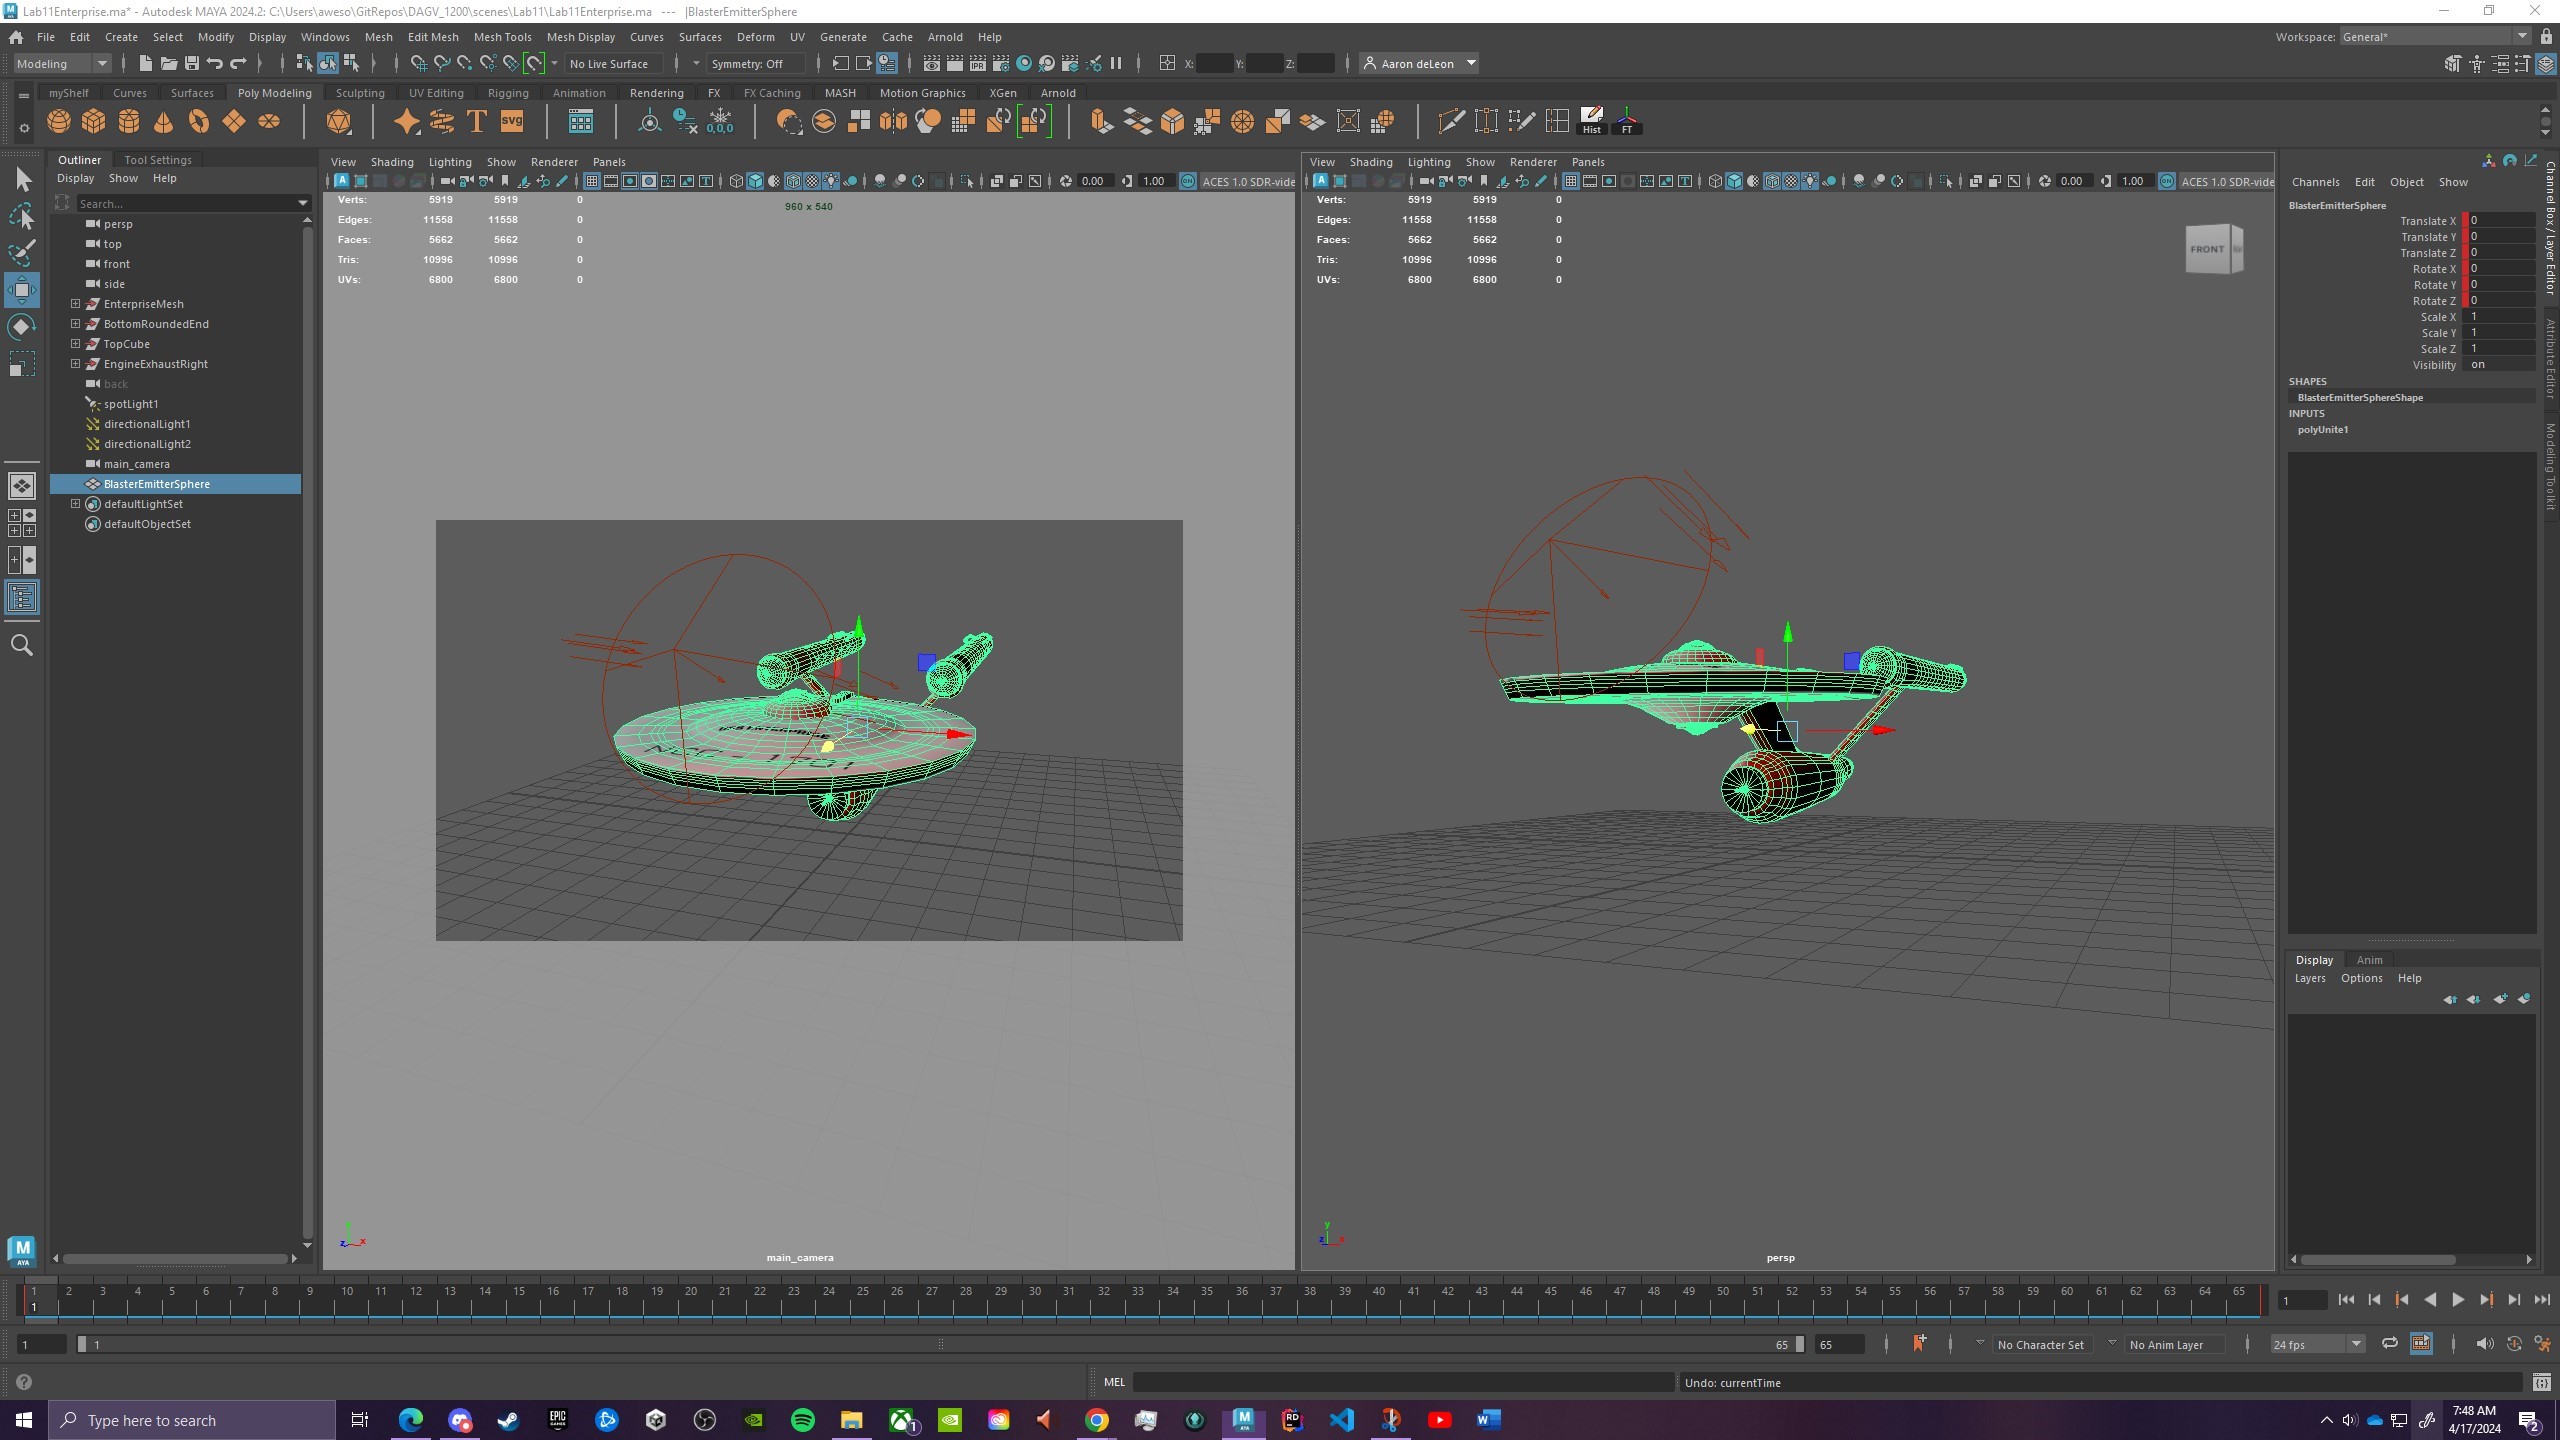 Lab11Enterprise.ma* - Autodesk MAYA 2024.2: C:\Users\aweso\GitRepos\DAGV_1200\scenes\Lab11\Lab11Enterprise.ma --- |BlasterEmitterSphere
File Edit Create Select Modify Display Windows Mesh Edit Mesh Mesh Tools Mesh Display Curves Surfaces Deform UV Generate Cache Arnold Help
Workspace: General*
Modeling No Live Surface Symmetry: Off IPR X: Y: Z: Aaron deLeon
myShelf Curves Surfaces Poly Modeling Sculpting UV Editing Rigging Animation Rendering FX FX Caching MASH Motion Graphics XGen Arnold
T SVG 0,0,0 Hist FT
Outliner Tool Settings
Display Show Help
Search...
persp
top
front
side
EnterpriseMesh
BottomRoundedEnd
TopCube
EngineExhaustRight
back
spotLight1
directionalLight1
directionalLight2
main_camera
BlasterEmitterSphere
defaultLightSet
defaultObjectSet
View Shading Lighting Show Renderer Panels
0.00 1.00 ACES 1.0 SDR-vide
Verts: 5919 5919 0
Edges: 11558 11558 0
Faces: 5662 5662 0
Tris: 10996 10996 0
UVs: 6800 6800 0
960 x 540
main_camera
View Shading Lighting Show Renderer Panels
0.00 1.00 ACES 1.0 SDR-vide
Verts: 5919 5919 0
Edges: 11558 11558 0
Faces: 5662 5662 0
Tris: 10996 10996 0
UVs: 6800 6800 0
FRONT
y
z x
persp
Channels Edit Object Show
BlasterEmitterSphere
Translate X 0
Translate Y 0
Translate Z 0
Rotate X 0
Rotate Y 0
Rotate Z 0
Scale X 1
Scale Y 1
Scale Z 1
Visibility on
SHAPES
BlasterEmitterSphereShape
INPUTS
polyUnite1
Channel Box / Layer Editor
Attribute Editor
Modeling Toolkit
Display Anim
Layers Options Help
M
AYA
1 2 3 4 5 6 7 8 9 10 11 12 13 14 15 16 17 18 19 20 21 22 23 24 25 26 27 28 29 30 31 32 33 34 35 36 37 38 39 40 41 42 43 44 45 46 47 48 49 50 51 52 53 54 55 56 57 58 59 60 61 62 63 64 65
1
1
1 1 65 65 No Character Set No Anim Layer 24 fps
MEL Undo: currentTime
Type here to search
7:48 AM
4/17/2024
2